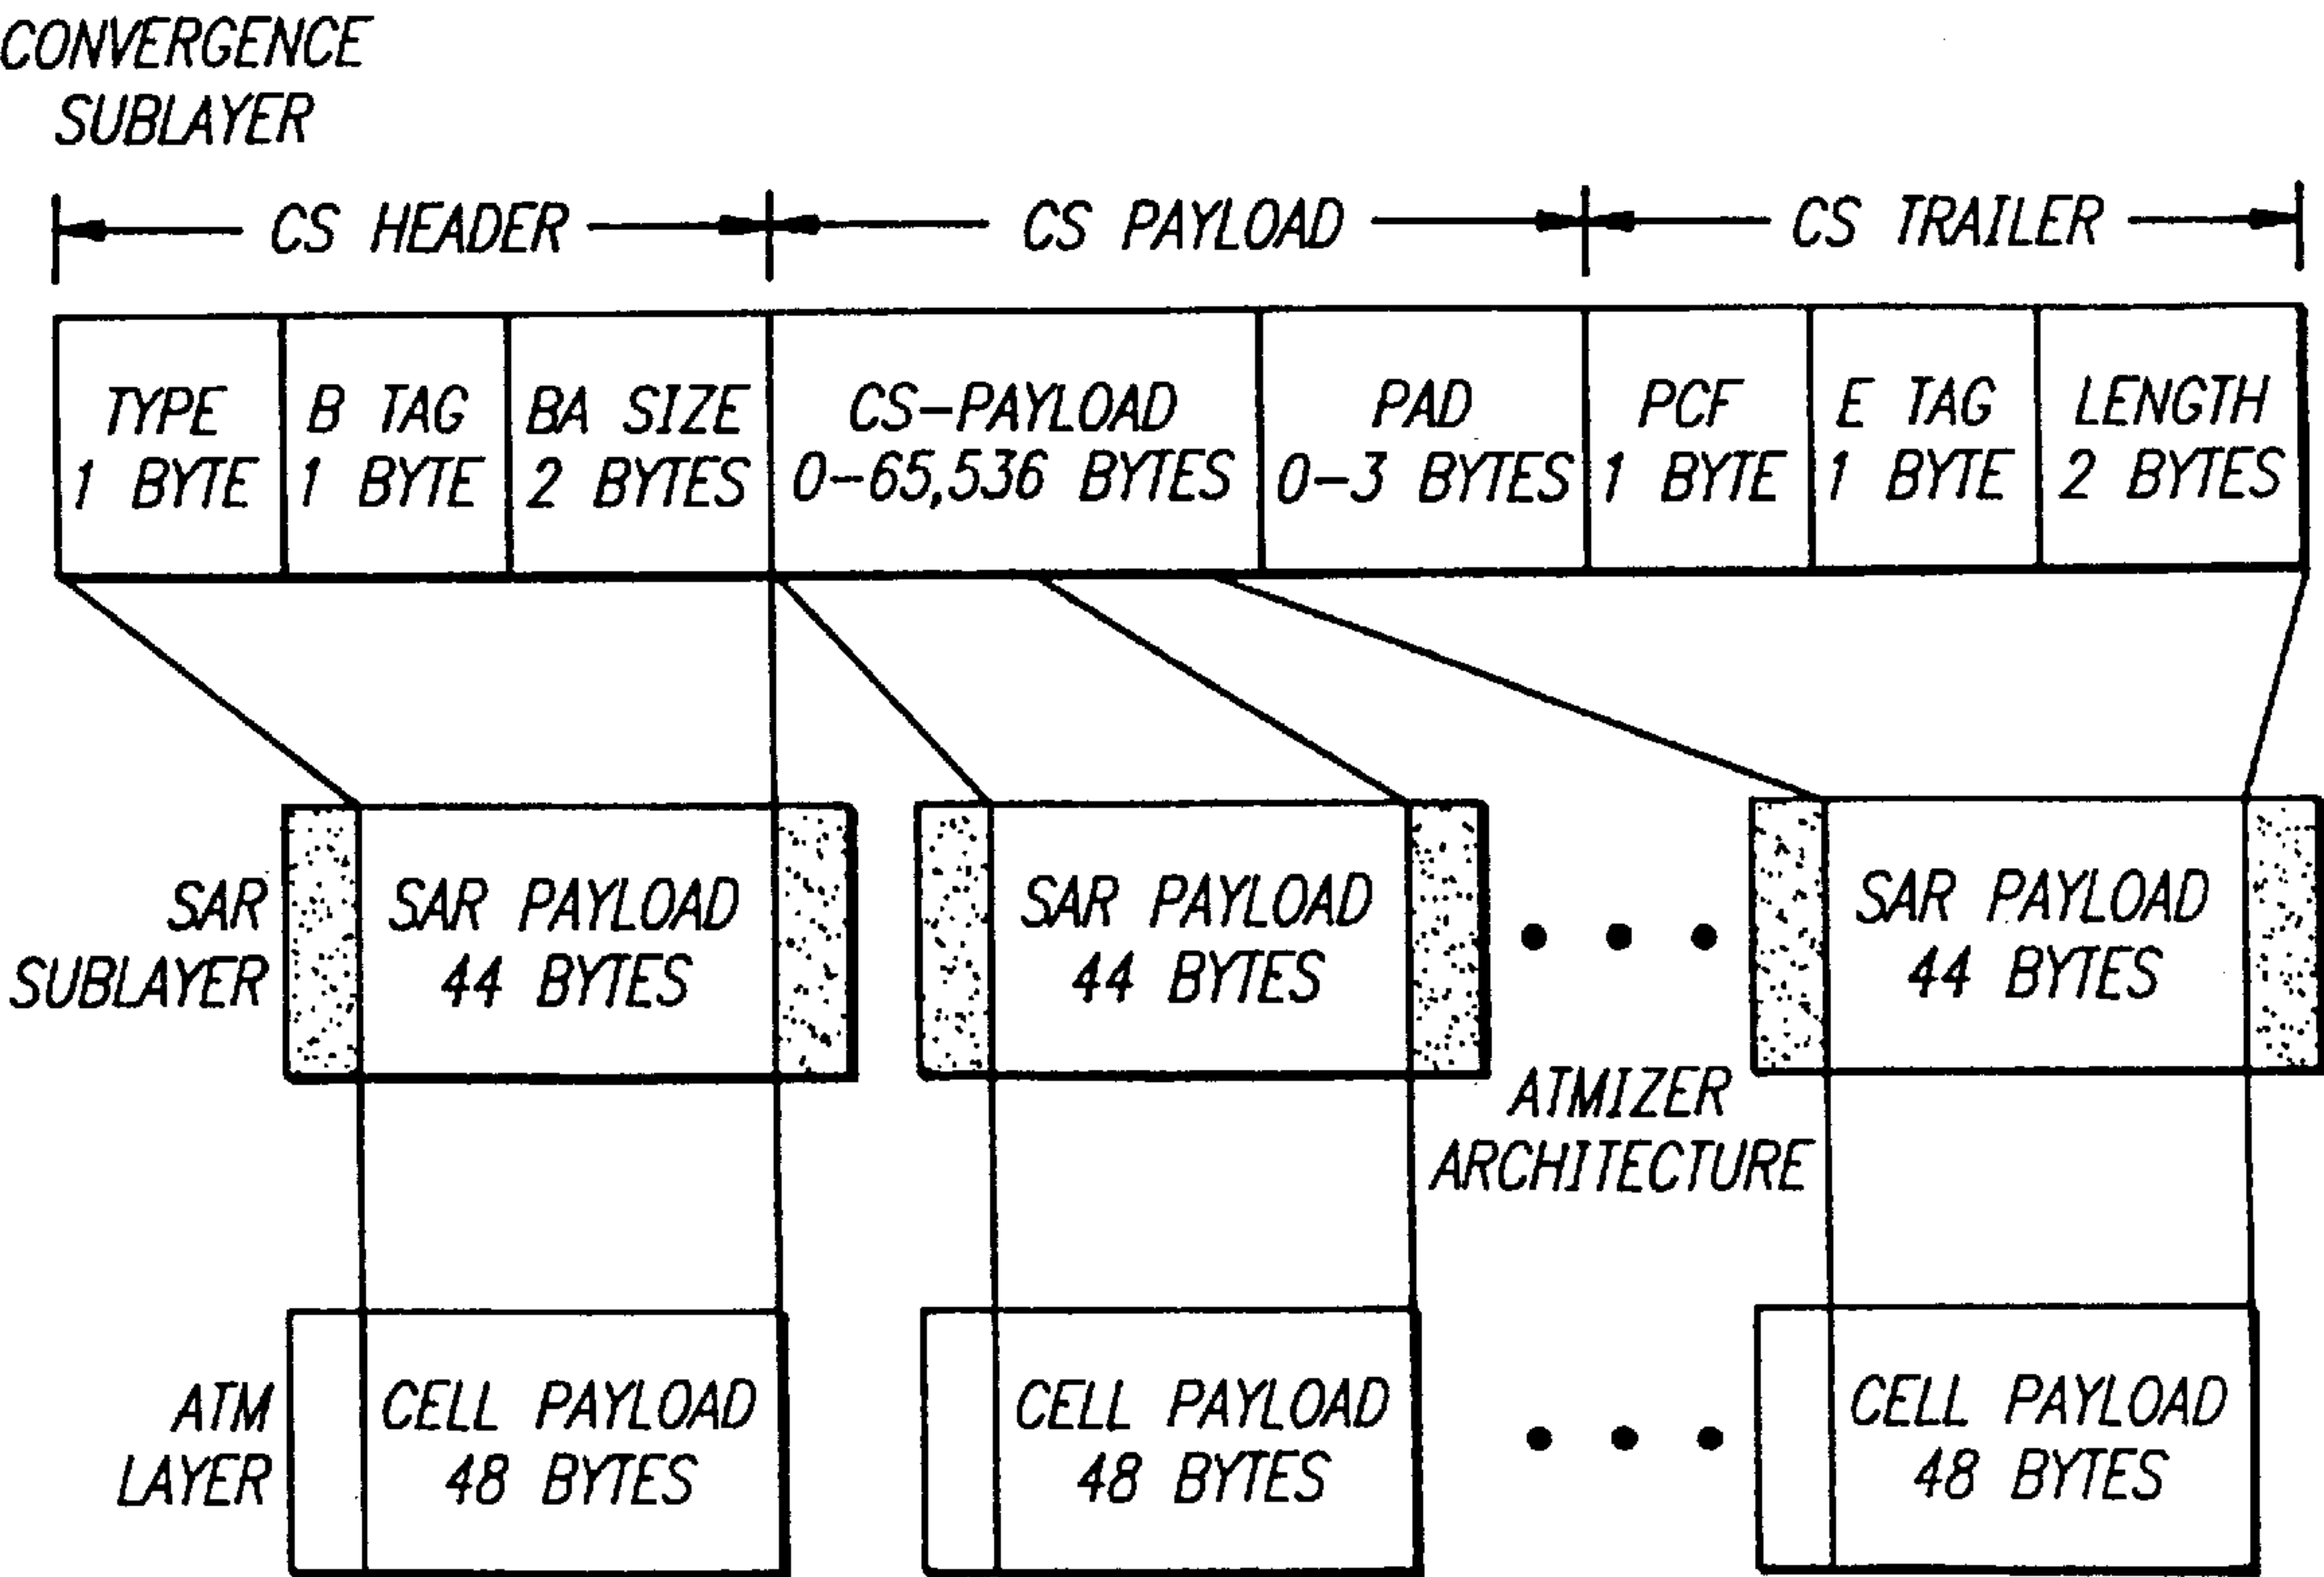 CONVERGENCE
SUBLAYER
CS HEADER
CS PAYLOAD
CS TRAILER
TYPE
1 BYTE
B TAG
1 BYTE
BA SIZE
2 BYTES
CS-PAYLOAD
0-65,536 BYTES
PAD
0-3 BYTES
PCF
1 BYTE
E TAG
1 BYTE
LENGTH
2 BYTES
SAR
SUBLAYER
SAR PAYLOAD
44 BYTES
SAR PAYLOAD
44 BYTES
SAR PAYLOAD
44 BYTES
ATMIZER
ARCHITECTURE
ATM
LAYER
CELL PAYLOAD
48 BYTES
CELL PAYLOAD
48 BYTES
CELL PAYLOAD
48 BYTES